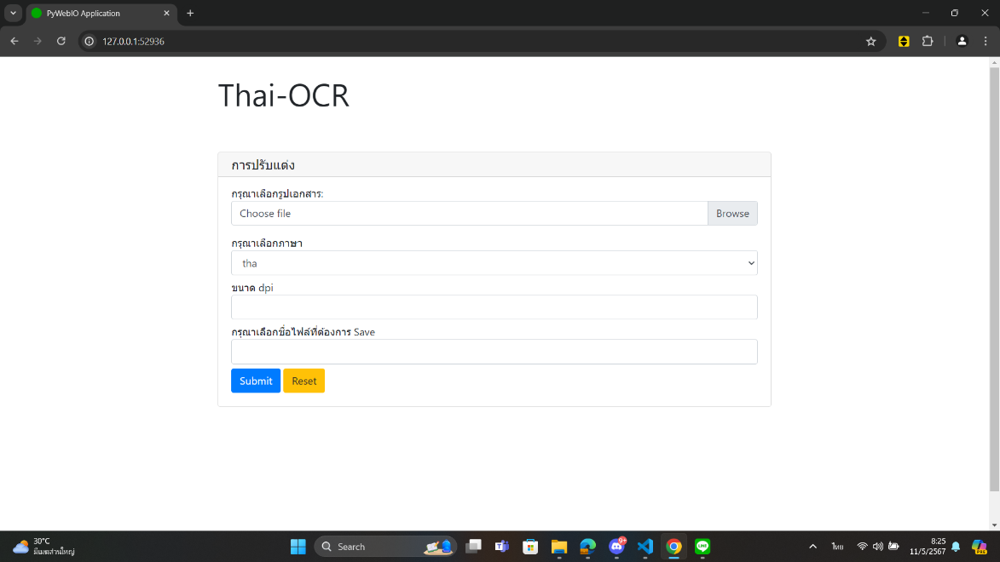 PyWebIO Application
127.0.0.1:52936
Thai-OCR
การปรับแต่ง
กรุณาเลือกรูปเอกสาร:
Choose file
Browse
กรุณาเลือกภาษา
tha
ขนาด dpi
กรุณาเลือกชื่อไฟล์ที่ต้องการ Save
Submit Reset
30°C
มีเมฆส่วนใหญ่
Search
9+
LINE
ไทย
8:25
11/5/2567
PRE